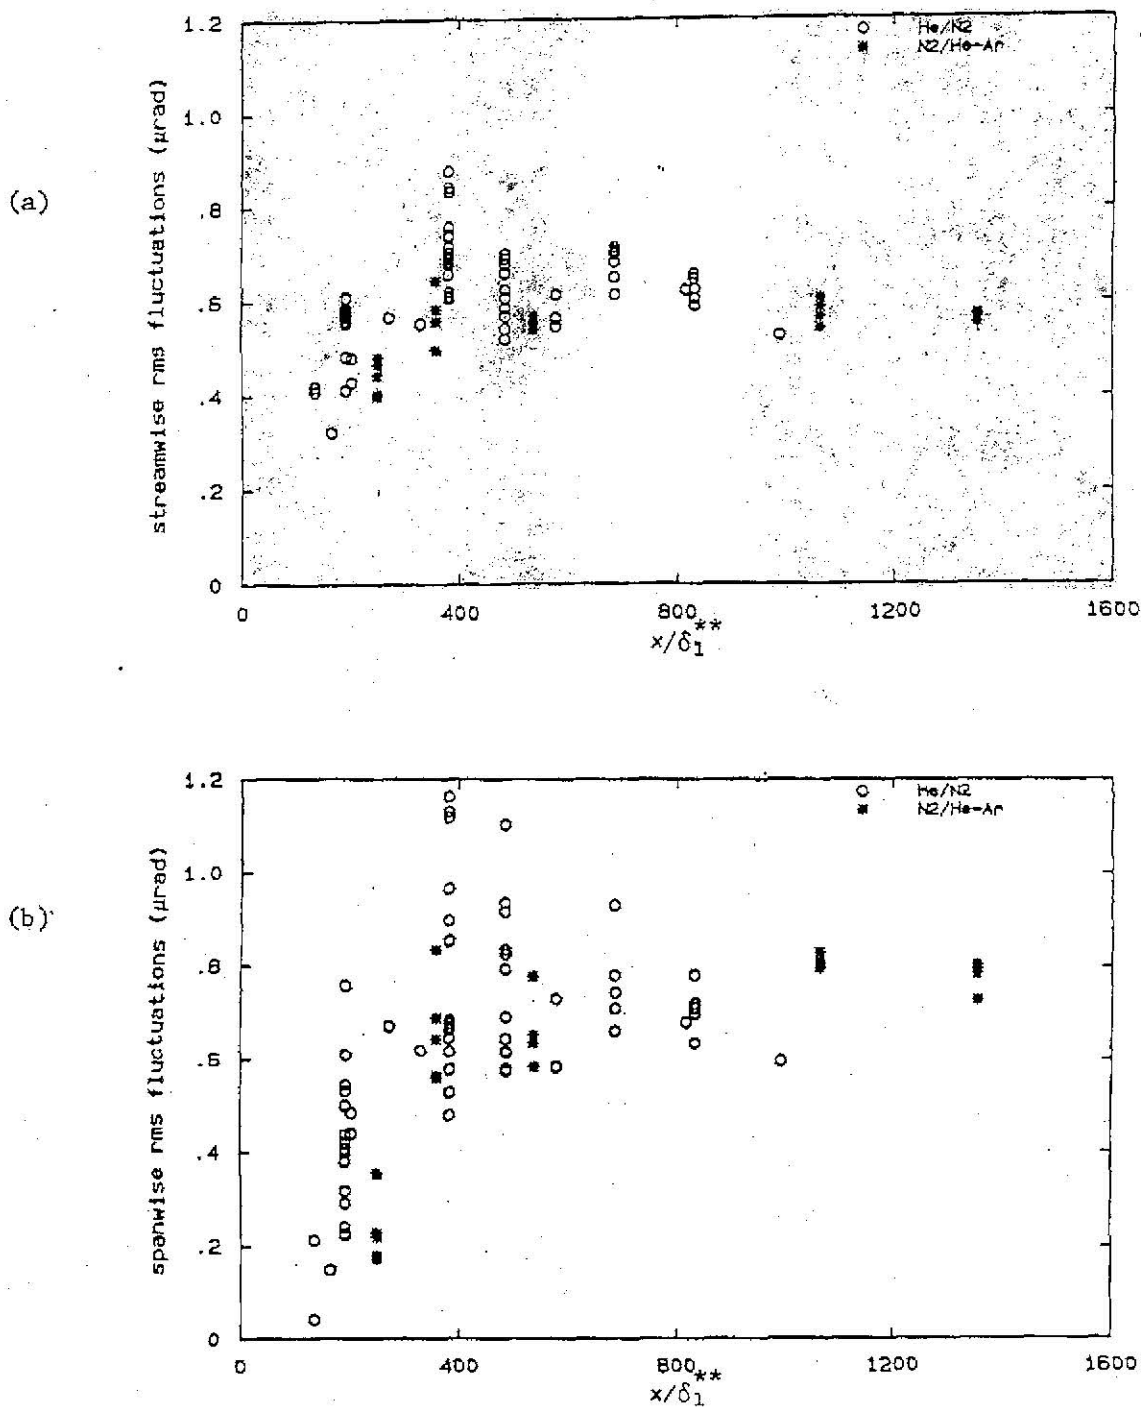 (a)
streamwise rms fluctuations (μrad)
1.2
1.0
.8
.6
.4
.2
0
o He/N2
* N2/He-Ar
0 400 800 1200 1600
x/δ1**
(b)
spanwise rms fluctuations (μrad)
1.2
1.0
.8
.6
.4
.2
0
o He/N2
* N2/He-Ar
0 400 800 1200 1600
x/δ1**